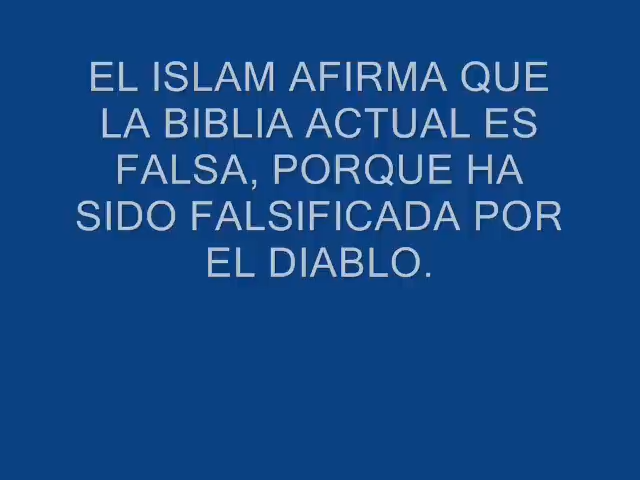 EL ISLAM AFIRMA QUE
LA BIBLIA ACTUAL ES
FALSA, PORQUE HA
SIDO FALSIFICADA POR
EL DIABLO.